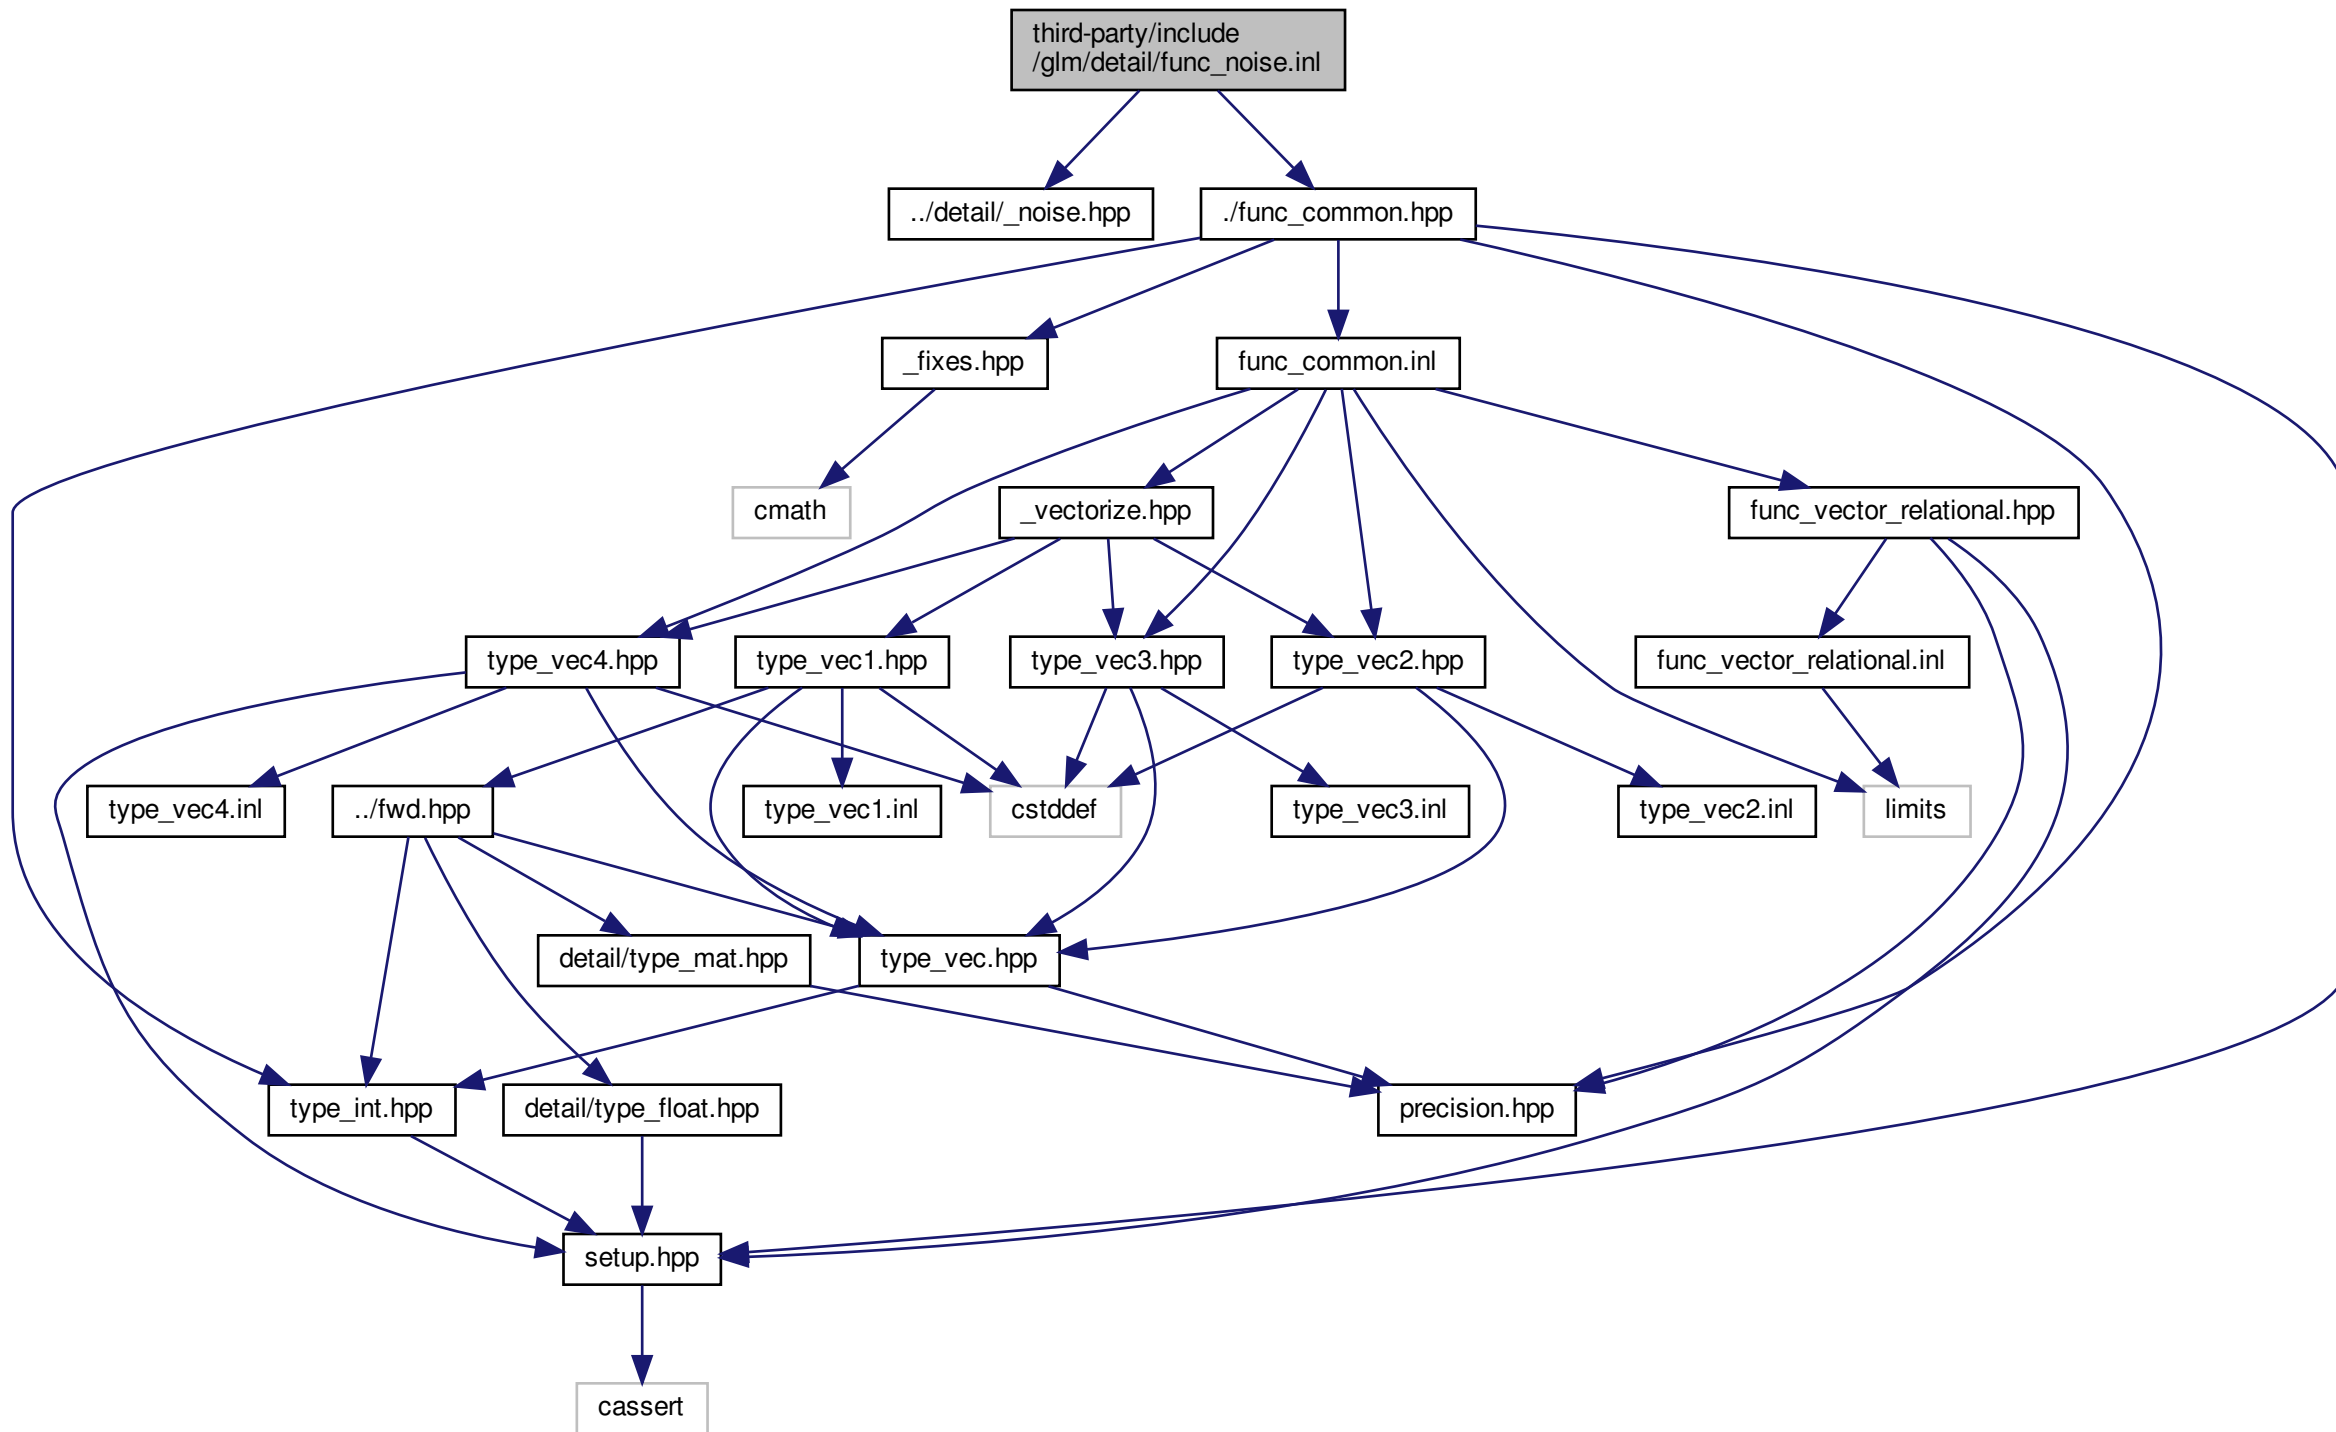 third-party/include
/glm/detail/func_noise.inl
../detail/_noise.hpp
./func_common.hpp
_fixes.hpp
func_common.inl
cmath
_vectorize.hpp
func_vector_relational.hpp
type_vec4.hpp
type_vec1.hpp
type_vec3.hpp
type_vec2.hpp
func_vector_relational.inl
type_vec4.inl
../fwd.hpp
type_vec1.inl
cstddef
type_vec3.inl
type_vec2.inl
limits
detail/type_mat.hpp
type_vec.hpp
type_int.hpp
detail/type_float.hpp
precision.hpp
setup.hpp
cassert